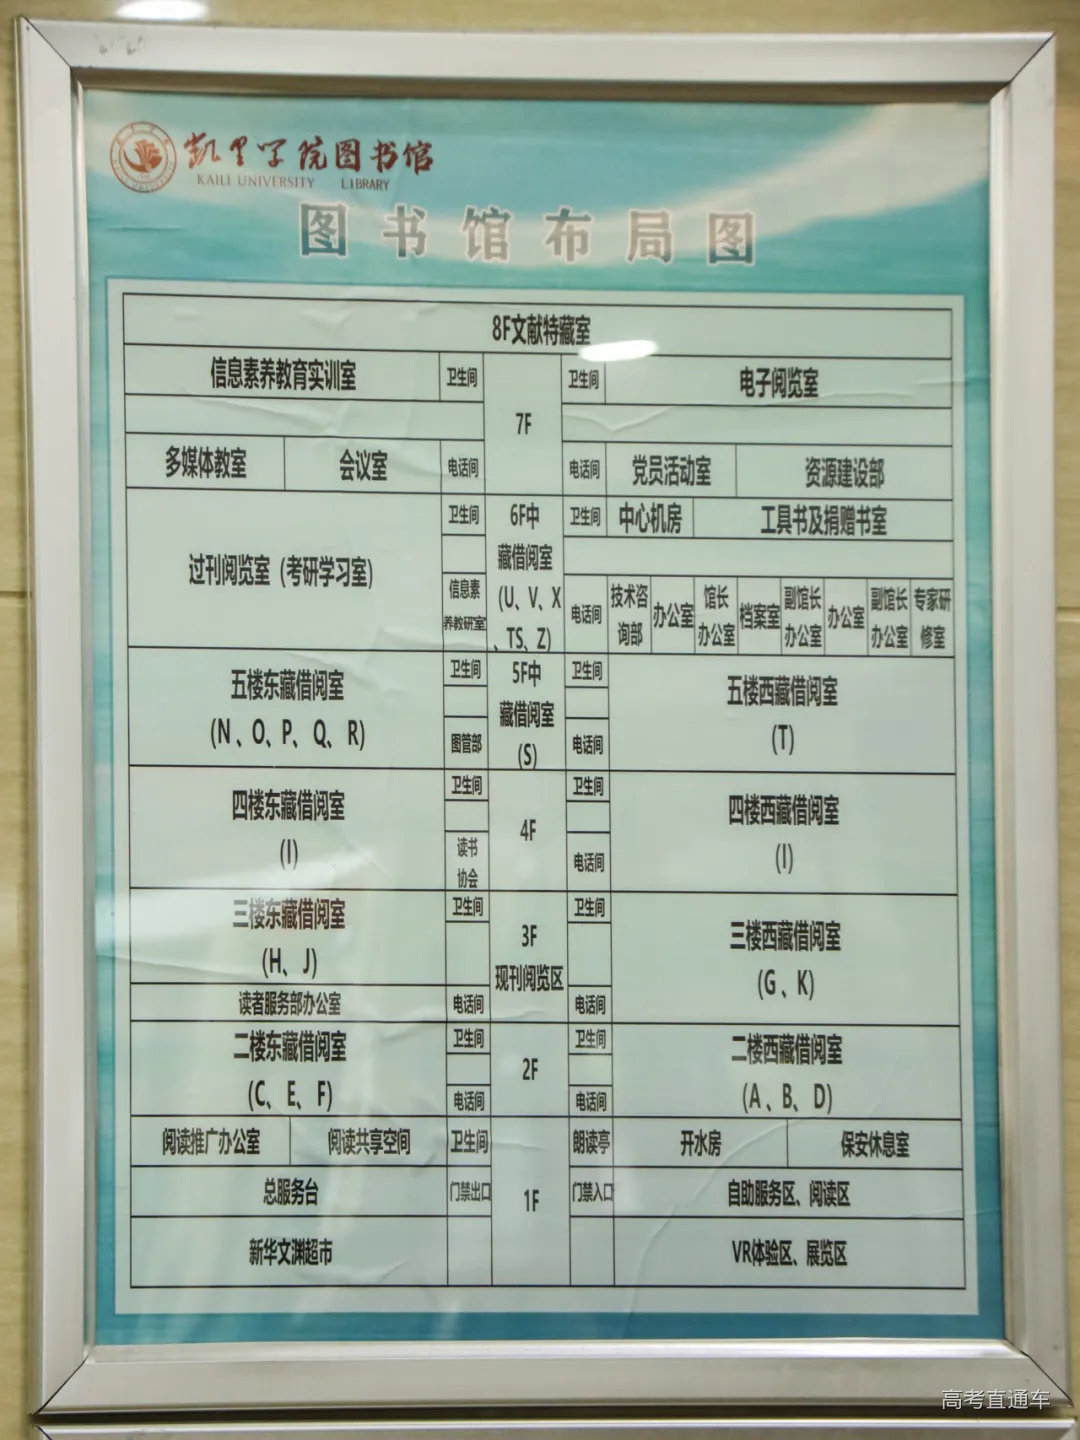 凯里学院图书馆
KAILI UNIVERSITY LIBRARY
图书馆布局图
8F文献特藏室
信息素养教育实训室 卫生间 7F 卫生间 电子阅览室
多媒体教室 会议室 电话间 电话间 党员活动室 资源建设部
过刊阅览室（考研学习室）
卫生间
信息素
养教研室
6F中
藏借阅室
(U、V、X
、TS、Z)
卫生间 中心机房 工具书及捐赠书室
电话间
技术咨
询部
办公室
馆长
办公室
档案室
副馆长
办公室
办公室
副馆长
办公室
专家研
修室
五楼东藏借阅室
(N、O、P、Q、R)
卫生间
图管部
5F中
藏借阅室
(S)
卫生间
电话间
五楼西藏借阅室
(T)
四楼东藏借阅室
(I)
卫生间
读书
协会
4F
卫生间
电话间
四楼西藏借阅室
(I)
三楼东藏借阅室
(H、J)
读者服务部办公室
卫生间
电话间
3F
现刊阅览区
卫生间
电话间
三楼西藏借阅室
(G、K)
二楼东藏借阅室
(C、E、F)
卫生间
电话间
2F
卫生间
电话间
二楼西藏借阅室
(A、B、D)
阅读推广办公室 阅读共享空间 卫生间 朗读亭 开水房 保安休息室
总服务台 门禁出口 1F 门禁入口 自助服务区、阅读区
新华文渊超市 VR体验区、展览区
高考直通车